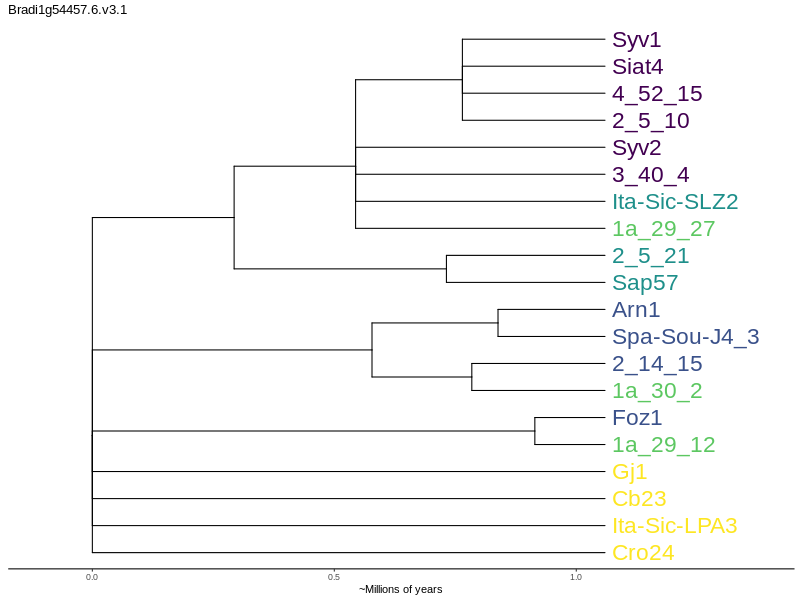 Bradi1g54457.6.v3.1
Syv1
Siat4
4_52_15
2_5_10
Syv2
3_40_4
Ita-Sic-SLZ2
1a_29_27
2_5_21
Sap57
Arn1
Spa-Sou-J4_3
2_14_15
1a_30_2
Foz1
1a_29_12
Gj1
Cb23
Ita-Sic-LPA3
Cro24
0.0 0.5 1.0
~Millions of years